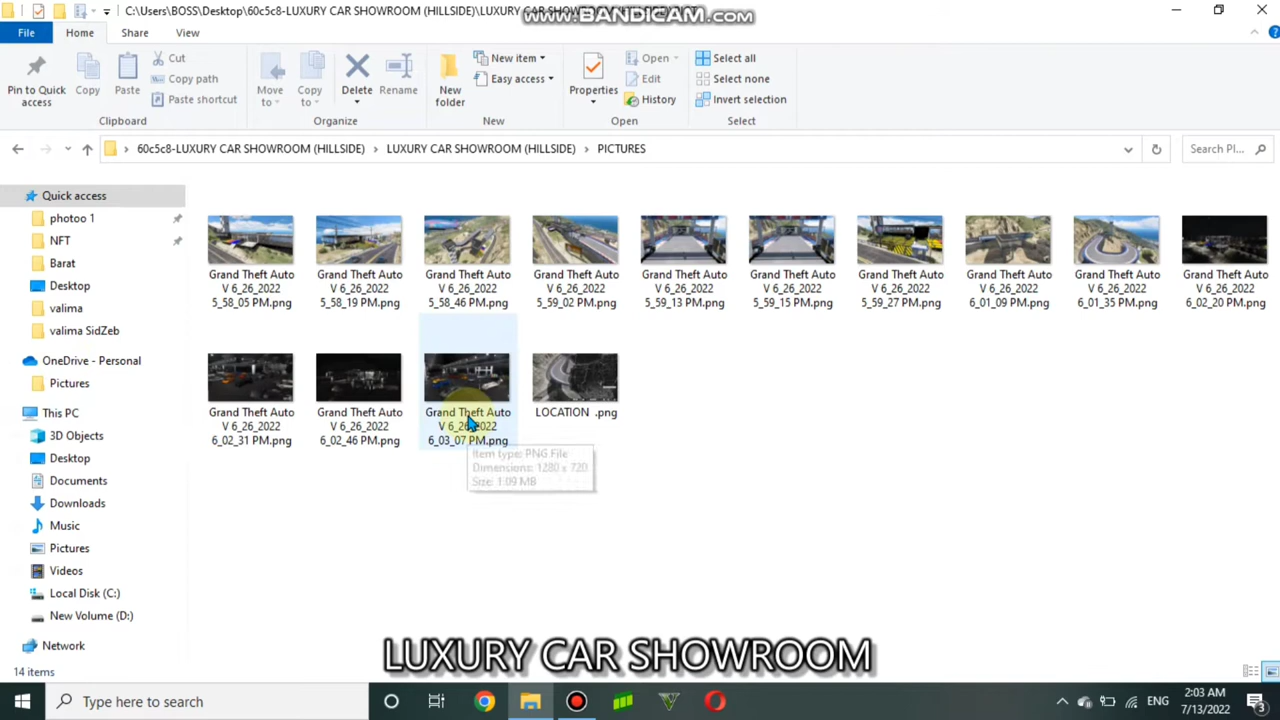 C:\Users\BOSS\Desktop\60c5c8-LUXURY CAR SHOWROOM (HILLSIDE)\LUXURY CAR
www.BANDICAM.com
File
Home
Share
View
Pin to Quick
access
Copy
Paste
Cut
Copy path
Paste shortcut
Clipboard
Move
to
Copy
to
Delete
Rename
Organize
New
folder
New item
Easy access
New
Properties
Open
Edit
History
Open
Select all
Select none
Invert selection
Select
60c5c8-LUXURY CAR SHOWROOM (HILLSIDE)
LUXURY CAR SHOWROOM (HILLSIDE)
PICTURES
Search Pl...
Quick access
photoo 1
NFT
Barat
Desktop
valima
valima SidZeb
OneDrive - Personal
Pictures
This PC
3D Objects
Desktop
Documents
Downloads
Music
Pictures
Videos
Local Disk (C:)
New Volume (D:)
Network
Grand Theft Auto
V 6_26_2022
5_58_05 PM.png
Grand Theft Auto
V 6_26_2022
5_58_19 PM.png
Grand Theft Auto
V 6_26_2022
5_58_46 PM.png
Grand Theft Auto
V 6_26_2022
5_59_02 PM.png
Grand Theft Auto
V 6_26_2022
5_59_13 PM.png
Grand Theft Auto
V 6_26_2022
5_59_15 PM.png
Grand Theft Auto
V 6_26_2022
5_59_27 PM.png
Grand Theft Auto
V 6_26_2022
6_01_09 PM.png
Grand Theft Auto
V 6_26_2022
6_01_35 PM.png
Grand Theft Auto
V 6_26_2022
6_02_20 PM.png
Grand Theft Auto
V 6_26_2022
6_02_31 PM.png
Grand Theft Auto
V 6_26_2022
6_02_46 PM.png
Grand Theft Auto
V 6_26_2022
6_03_07 PM.png
LOCATION .png
Item type: PNG File
Dimensions: 1280 x 720
Size: 1.09 MB
LUXURY CAR SHOWROOM
14 items
Type here to search
ENG
2:03 AM
7/13/2022
3